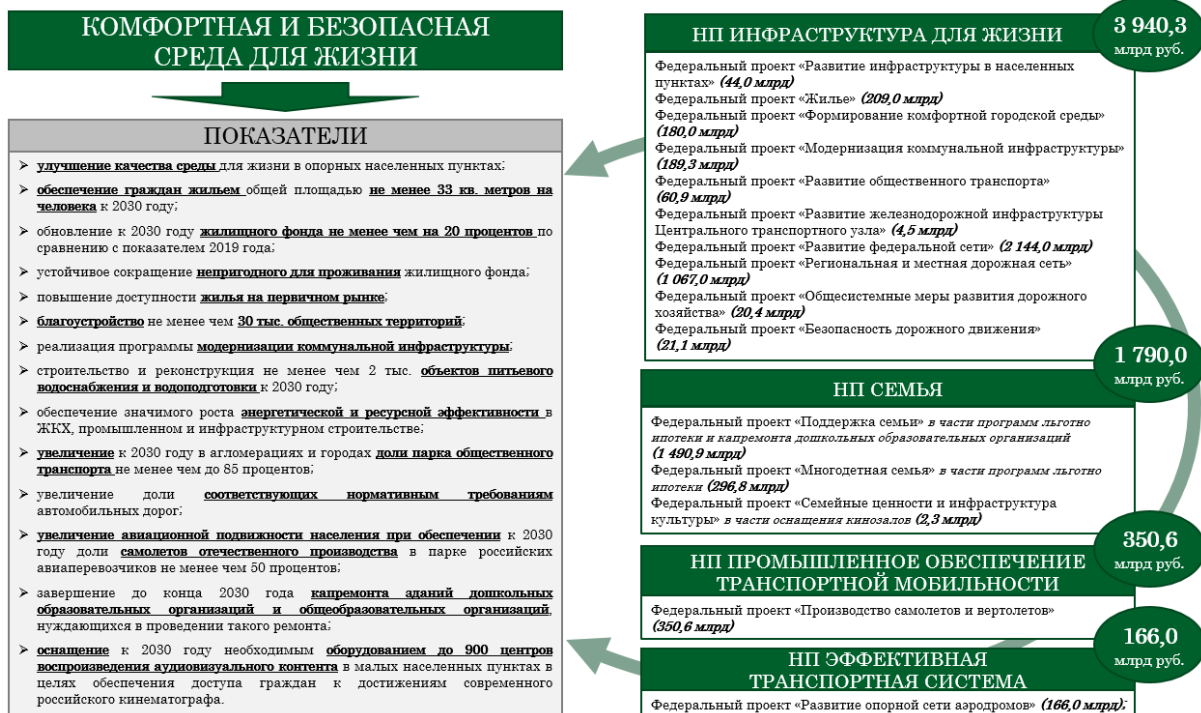 КОМФОРТНАЯ И БЕЗОПАСНАЯ
СРЕДА ДЛЯ ЖИЗНИ
ПОКАЗАТЕЛИ
➢ улучшение качества среды для жизни в опорных населенных пунктах;
➢ обеспечение граждан жильем общей площадью не менее 33 кв. метров на
человека к 2030 году;
➢ обновление к 2030 году жилищного фонда не менее чем на 20 процентов по
сравнению с показателем 2019 года;
➢ устойчивое сокращение непригодного для проживания жилищного фонда;
➢ повышение доступности жилья на первичном рынке;
➢ благоустройство не менее чем 30 тыс. общественных территорий;
➢ реализация программы модернизации коммунальной инфраструктуры;
➢ строительство и реконструкция не менее чем 2 тыс. объектов питьевого
водоснабжения и водоподготовки к 2030 году;
➢ обеспечение значимого роста энергетической и ресурсной эффективности в
ЖКХ, промышленном и инфраструктурном строительстве;
➢ увеличение к 2030 году в агломерациях и городах доли парка общественного
транспорта не менее чем до 85 процентов;
➢ увеличение доли соответствующих нормативным требованиям
автомобильных дорог;
➢ увеличение авиационной подвижности населения при обеспечении к 2030
году доли самолетов отечественного производства в парке российских
авиаперевозчиков не менее чем 50 процентов;
➢ завершение до конца 2030 года капремонта зданий дошкольных
образовательных организаций и общеобразовательных организаций,
нуждающихся в проведении такого ремонта;
➢ оснащение к 2030 году необходимым оборудованием до 900 центров
воспроизведения аудиовизуального контента в малых населенных пунктах в
целях обеспечения доступа граждан к достижениям современного
российского кинематографа.
НП ИНФРАСТРУКТУРА ДЛЯ ЖИЗНИ
3 940,3
млрд руб.
Федеральный проект «Развитие инфраструктуры в населенных
пунктах» (44,0 млрд)
Федеральный проект «Жилье» (209,0 млрд)
Федеральный проект «Формирование комфортной городской среды»
(180,0 млрд)
Федеральный проект «Модернизация коммунальной инфраструктуры»
(189,3 млрд)
Федеральный проект «Развитие общественного транспорта»
(60,9 млрд)
Федеральный проект «Развитие железнодорожной инфраструктуры
Центрального транспортного узла» (4,5 млрд)
Федеральный проект «Развитие федеральной сети» (2 144,0 млрд)
Федеральный проект «Региональная и местная дорожная сеть»
(1 067,0 млрд)
Федеральный проект «Общесистемные меры развития дорожного
хозяйства» (20,4 млрд)
Федеральный проект «Безопасность дорожного движения»
(21,1 млрд)
НП СЕМЬЯ
1 790,0
млрд руб.
Федеральный проект «Поддержка семьи» в части программ льготно
ипотеки и капремонта дошкольных образовательных организаций
(1 490,9 млрд)
Федеральный проект «Многодетная семья» в части программ льготно
ипотеки (296,8 млрд)
Федеральный проект «Семейные ценности и инфраструктура
культуры» в части оснащения кинозалов (2,3 млрд)
НП ПРОМЫШЛЕННОЕ ОБЕСПЕЧЕНИЕ
ТРАНСПОРТНОЙ МОБИЛЬНОСТИ
350,6
млрд руб.
Федеральный проект «Производство самолетов и вертолетов»
(350,6 млрд)
НП ЭФФЕКТИВНАЯ
ТРАНСПОРТНАЯ СИСТЕМА
166,0
млрд руб.
Федеральный проект «Развитие опорной сети аэродромов» (166,0 млрд);